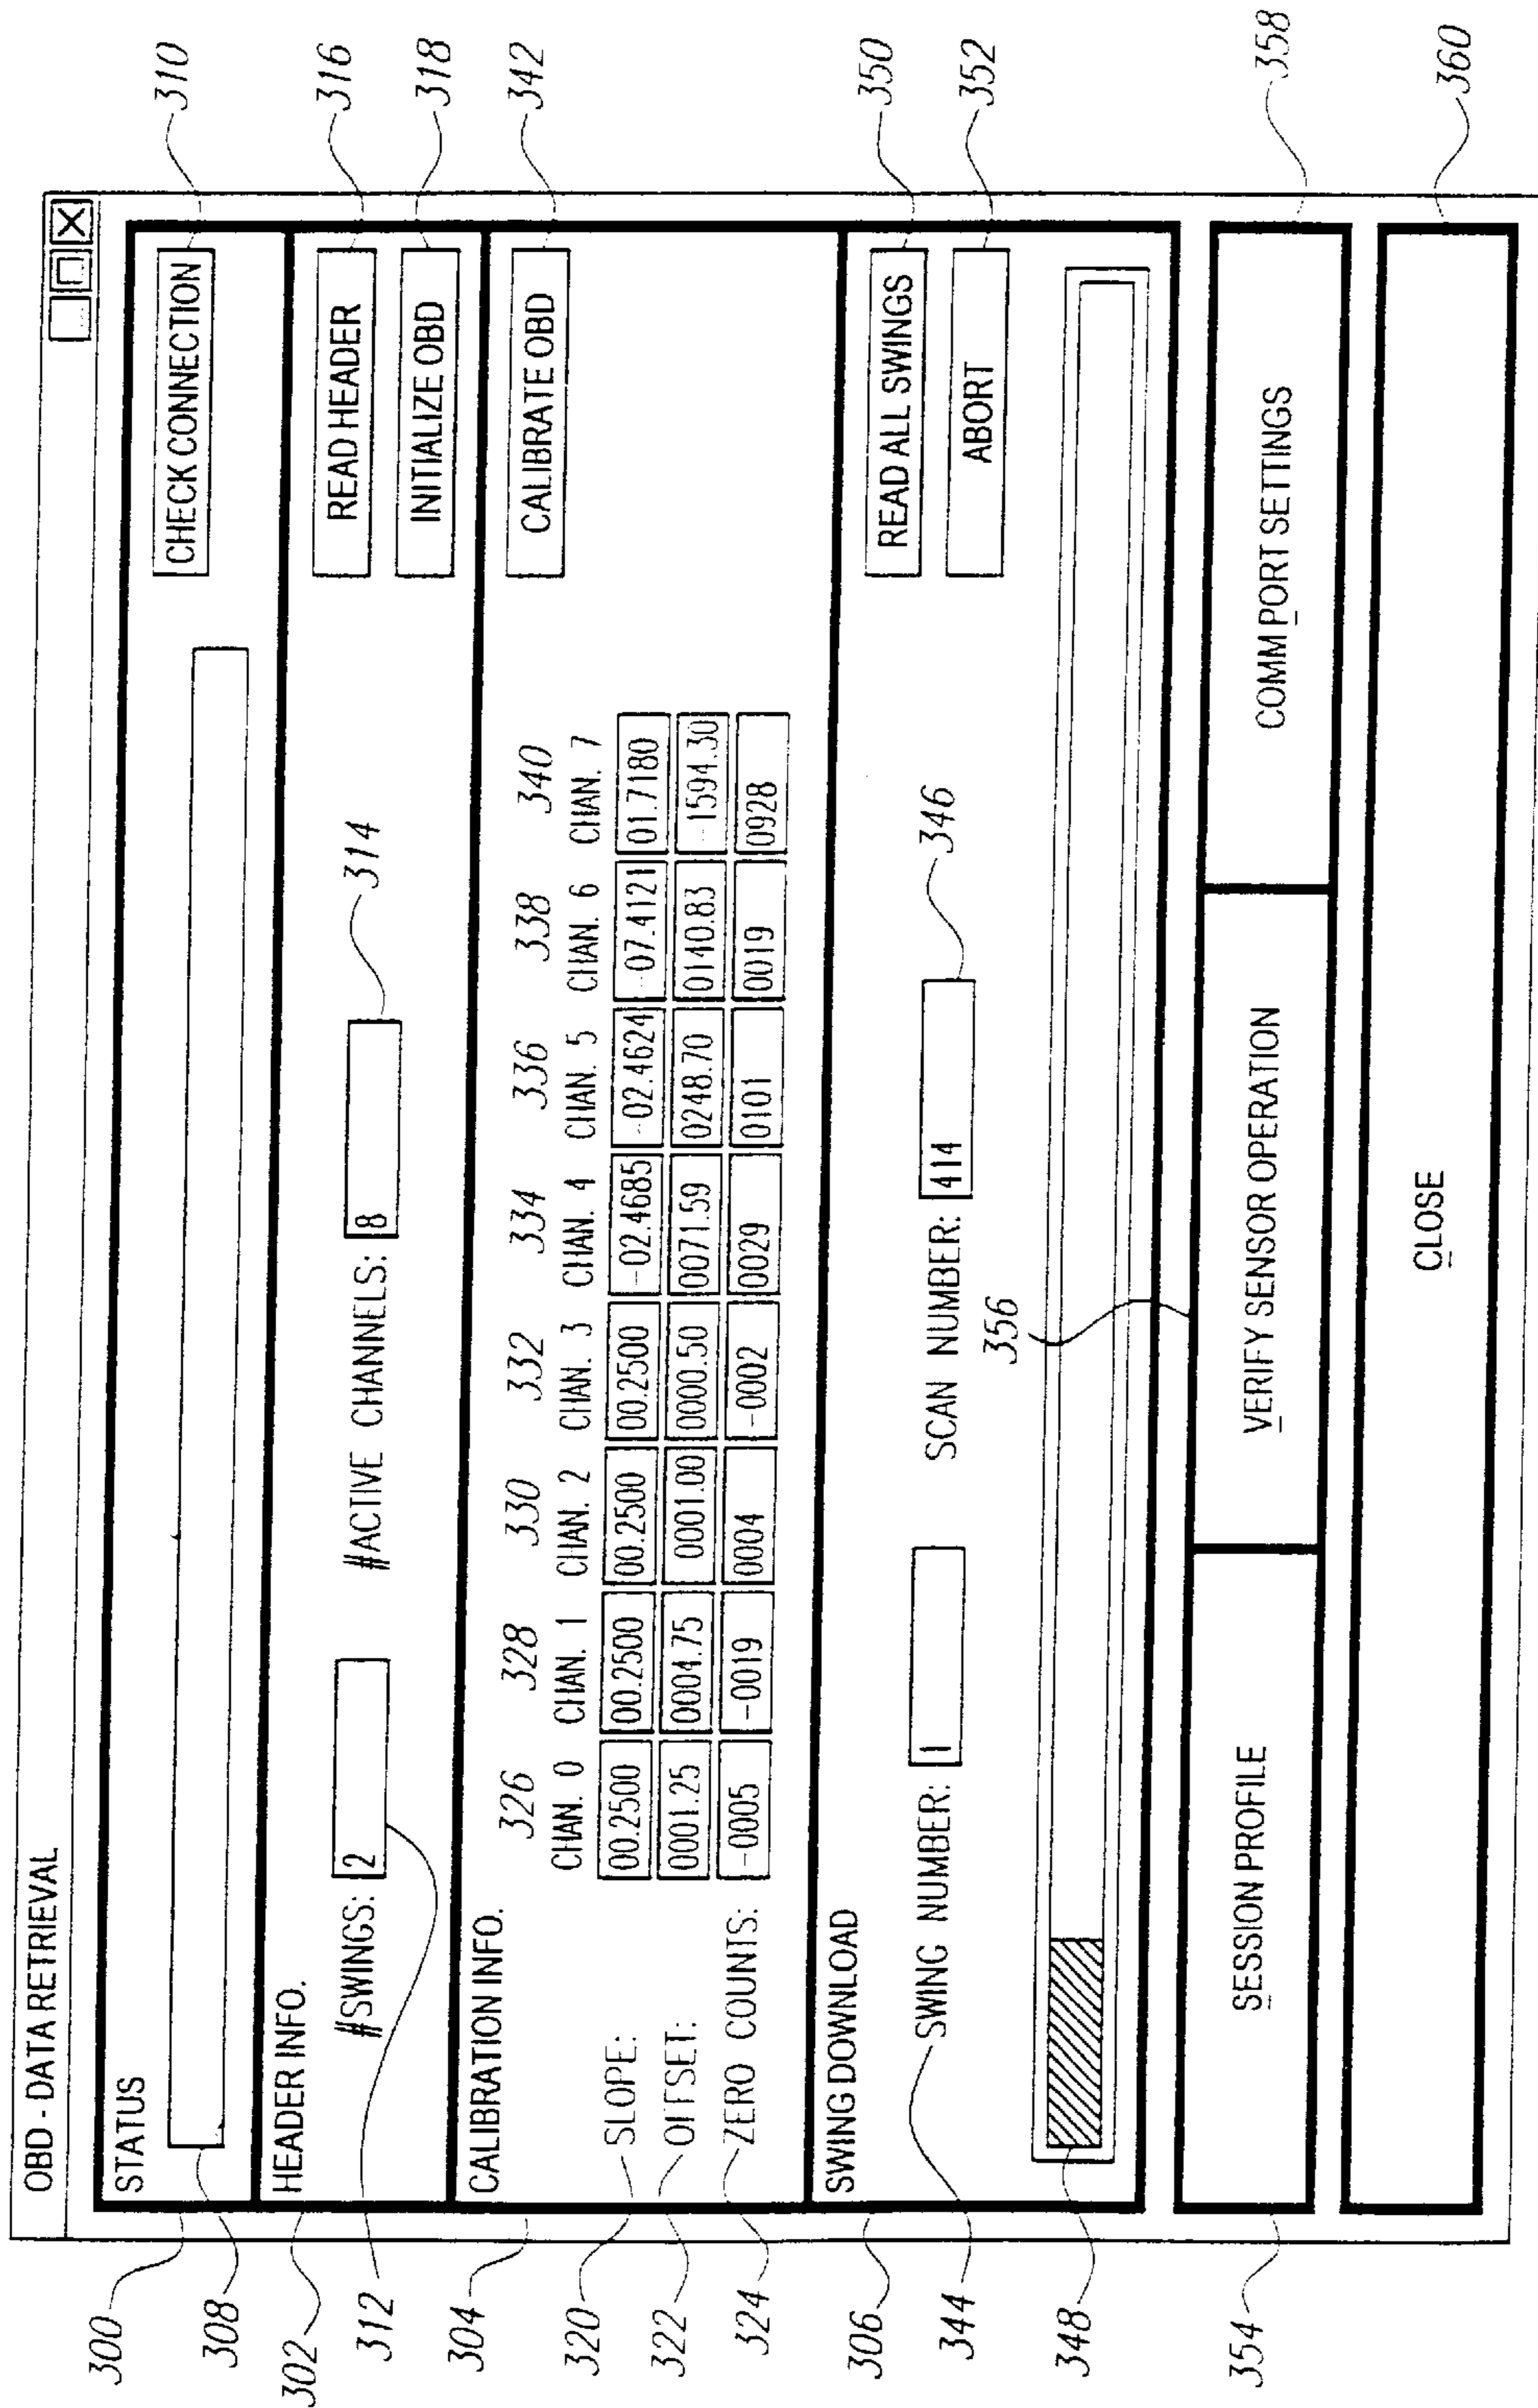 OBD - DATA RETRIEVAL
300
STATUS
308
CHECK CONNECTION
310
302
HEADER INFO.
#SWINGS: 2
312
#ACTIVE CHANNELS: 8
314
READ HEADER
316
INITIALIZE OBD
318
304
CALIBRATION INFO.
CALIBRATE OBD
342
326 328 330 332 334 336 338 340
CHAN. 0 CHAN. 1 CHAN. 2 CHAN. 3 CHAN. 4 CHAN. 5 CHAN. 6 CHAN. 7
320 SLOPE: 00.2500 00.2500 00.2500 00.2500 -02.4685 -02.4624 -07.4121 01.7180
322 OFFSET: 0001.25 0004.75 0001.00 0000.50 0071.59 0248.70 0140.83 -1594.30
324 ZERO COUNTS: -0005 -0019 0004 -0002 0029 0101 0019 0928
306
SWING DOWNLOAD
READ ALL SWINGS
350
344
SWING NUMBER: 1
SCAN NUMBER: 414
346
ABORT
352
348
356
354
SESSION PROFILE
VERIFY SENSOR OPERATION
COMM PORT SETTINGS
358
CLOSE
360